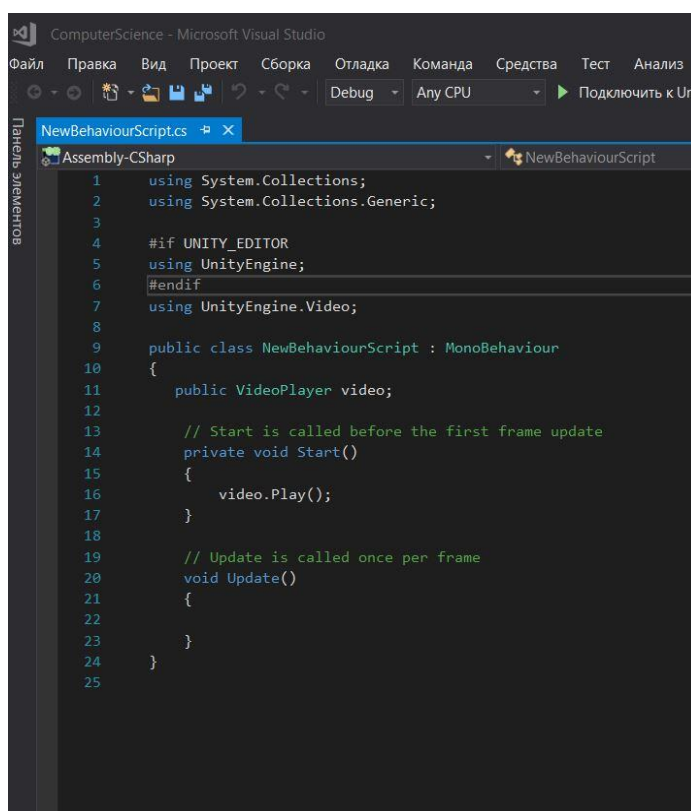 ComputerScience - Microsoft Visual Studio
Файл Правка Вид Проект Сборка Отладка Команда Средства Тест Анализ
Debug Any CPU Подключить к Un
Панель элементов
NewBehaviourScript.cs
Assembly-CSharp NewBehaviourScript
1 using System.Collections;
2 using System.Collections.Generic;
3
4 #if UNITY_EDITOR
5 using UnityEngine;
6 #endif
7 using UnityEngine.Video;
8
9 public class NewBehaviourScript : MonoBehaviour
10 {
11 public VideoPlayer video;
12
13 // Start is called before the first frame update
14 private void Start()
15 {
16 video.Play();
17 }
18
19 // Update is called once per frame
20 void Update()
21 {
22
23 }
24 }
25